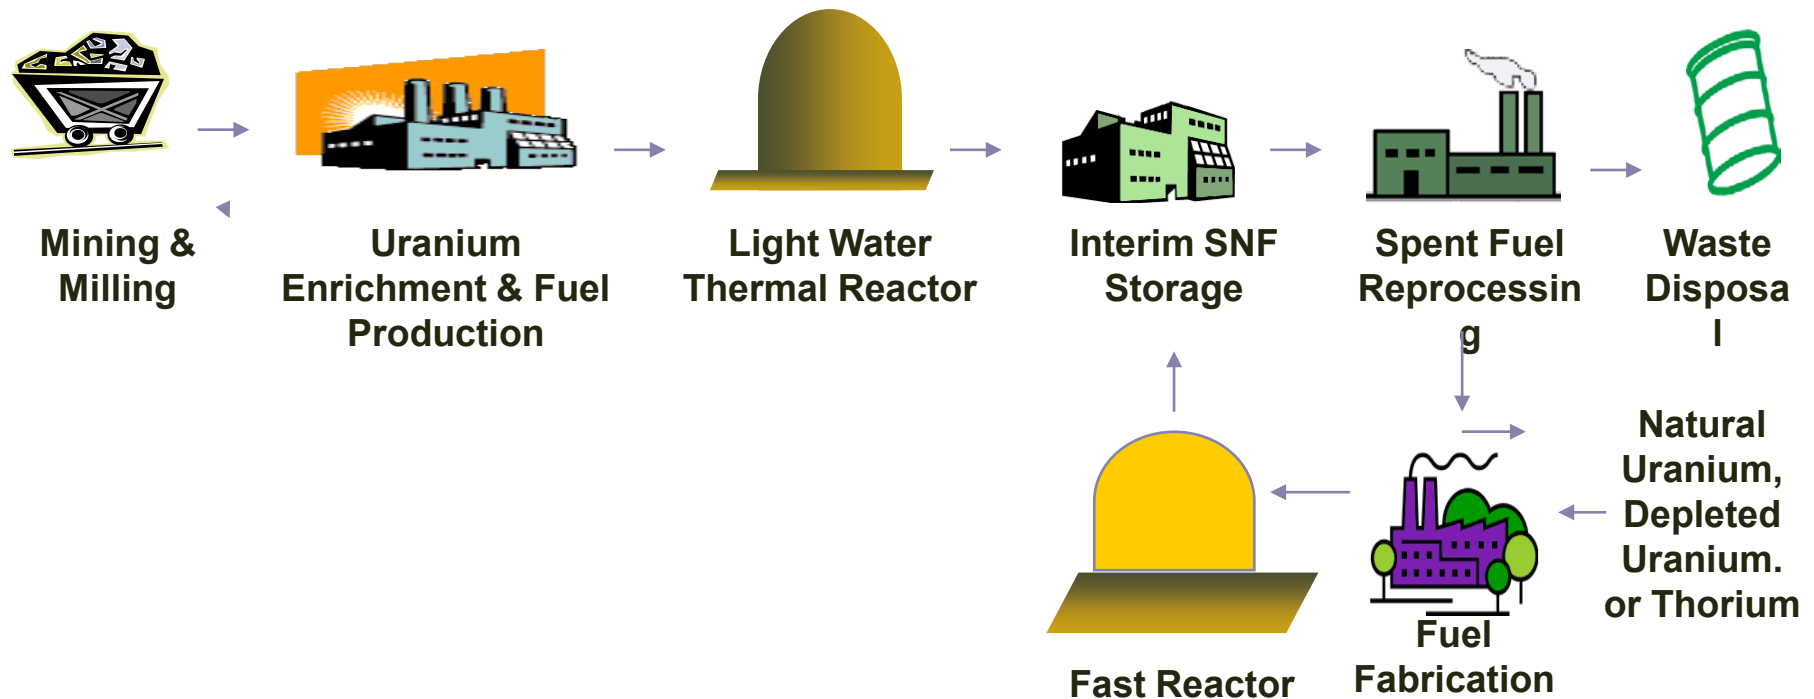 Mining &
Milling
Uranium
Enrichment & Fuel
Production
Light Water
Thermal Reactor
Interim SNF
Storage
Spent Fuel
Reprocessin
g
Waste
Disposa
l
Natural
Uranium,
Depleted
Uranium.
or Thorium
Fuel
Fabrication
Fast Reactor